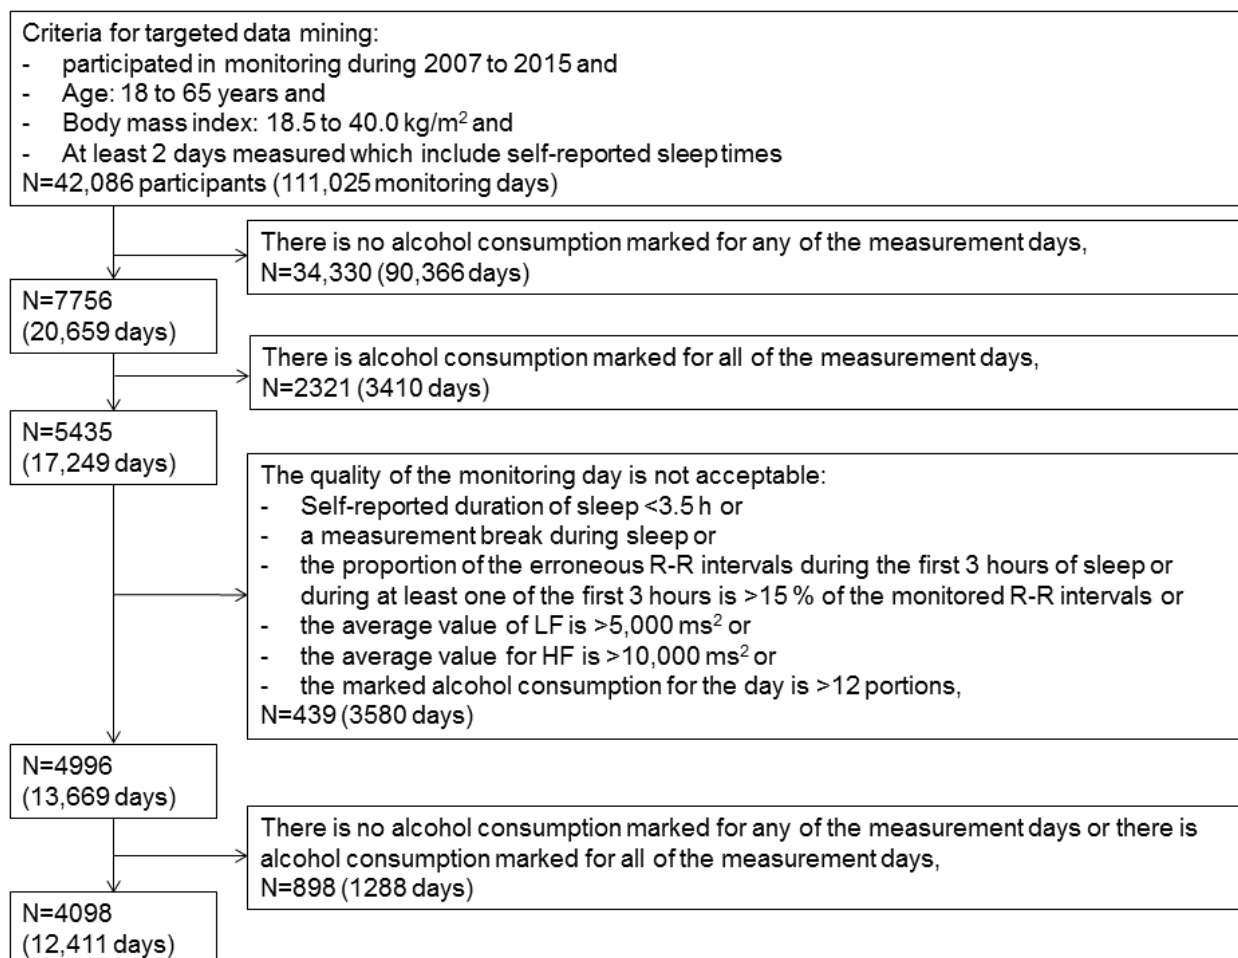 Criteria for targeted data mining:
- participated in monitoring during 2007 to 2015 and
- Age: 18 to 65 years and
- Body mass index: 18.5 to 40.0 kg/m² and
- At least 2 days measured which include self-reported sleep times
N=42,086 participants (111,025 monitoring days)
There is no alcohol consumption marked for any of the measurement days,
N=34,330 (90,366 days)
N=7756
(20,659 days)
There is alcohol consumption marked for all of the measurement days,
N=2321 (3410 days)
N=5435
(17,249 days)
The quality of the monitoring day is not acceptable:
- Self-reported duration of sleep <3.5 h or
- a measurement break during sleep or
- the proportion of the erroneous R-R intervals during the first 3 hours of sleep or
during at least one of the first 3 hours is >15 % of the monitored R-R intervals or
- the average value of LF is >5,000 ms² or
- the average value for HF is >10,000 ms² or
- the marked alcohol consumption for the day is >12 portions,
N=439 (3580 days)
N=4996
(13,669 days)
There is no alcohol consumption marked for any of the measurement days or there is
alcohol consumption marked for all of the measurement days,
N=898 (1288 days)
N=4098
(12,411 days)